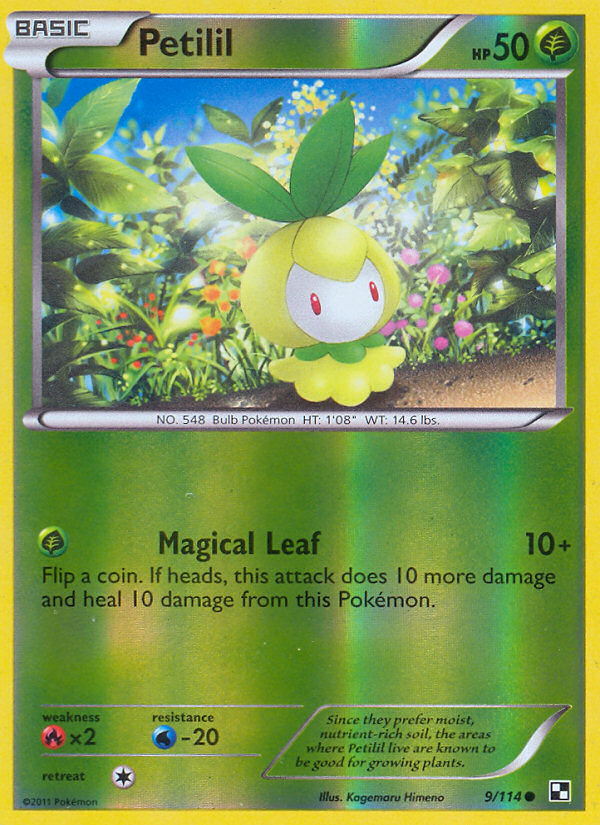 BASIC
Petilil
HP50
NO. 548 Bulb Pokémon HT: 1'08" WT: 14.6 lbs.
Magical Leaf 10+
Flip a coin. If heads, this attack does 10 more damage
and heal 10 damage from this Pokémon.
weakness
×2
resistance
-20
retreat
Since they prefer moist,
nutrient-rich soil, the areas
where Petilil live are known to
be good for growing plants.
©2011 Pokémon
Illus. Kagemaru Himeno
9/114